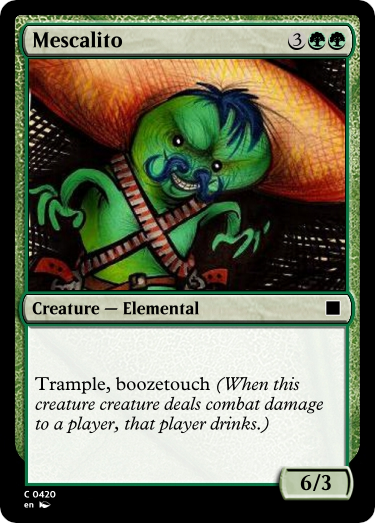 Mescalito 3
Creature — Elemental
Trample, boozetouch (When this
creature creature deals combat damage
to a player, that player drinks.)
6/3
C 0420
en